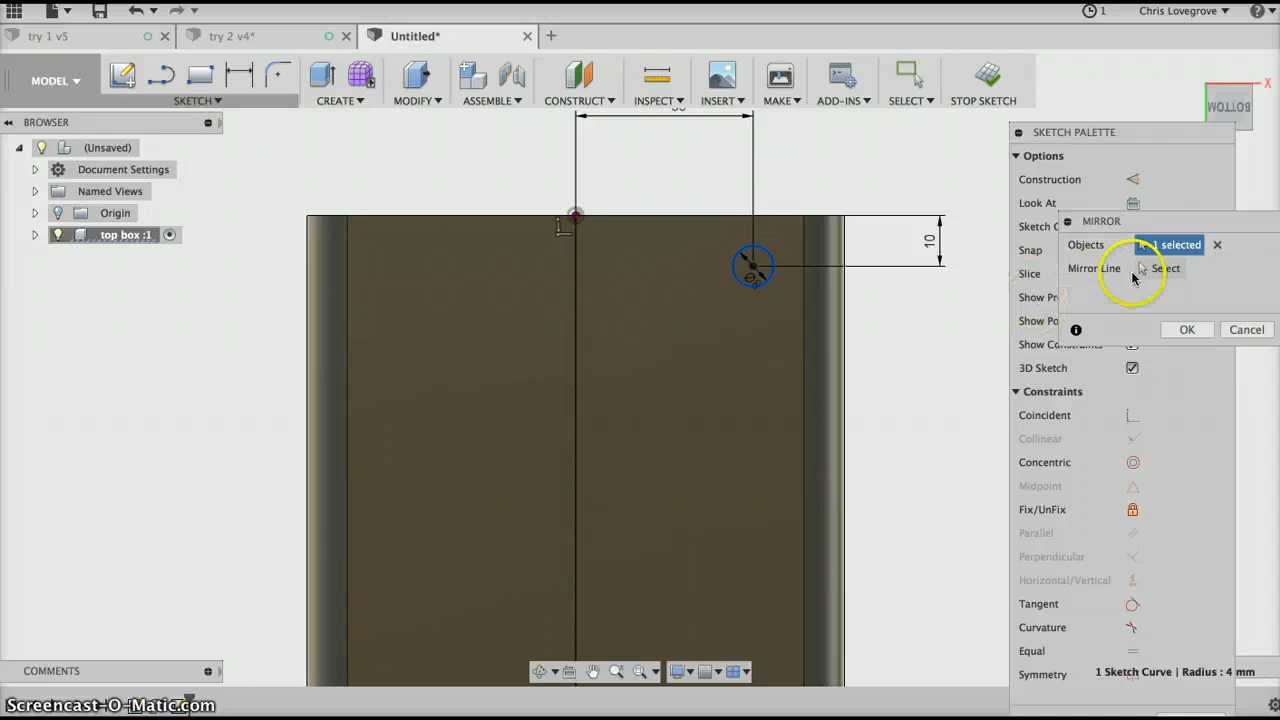 1 Chris Lovegrove
try 1 v5 try 2 v4* Untitled*
MODEL SKETCH CREATE MODIFY ASSEMBLE CONSTRUCT INSPECT INSERT MAKE ADD-INS SELECT STOP SKETCH
BROWSER
(Unsaved)
Document Settings
Named Views
Origin
top box :1
BOTTOM
X
10
SKETCH PALETTE
Options
Construction
Look At
Sketch
Snap
Slice
Show
Show
Show
3D Sketch
MIRROR
Objects 1 selected
Mirror Line Select
OK Cancel
Constraints
Coincident
Collinear
Concentric
Midpoint
Fix/UnFix
Parallel
Perpendicular
Horizontal/Vertical
Tangent
Curvature
Equal
Symmetry
1 Sketch Curve | Radius : 4 mm
COMMENTS
Screencast-O-Matic.com